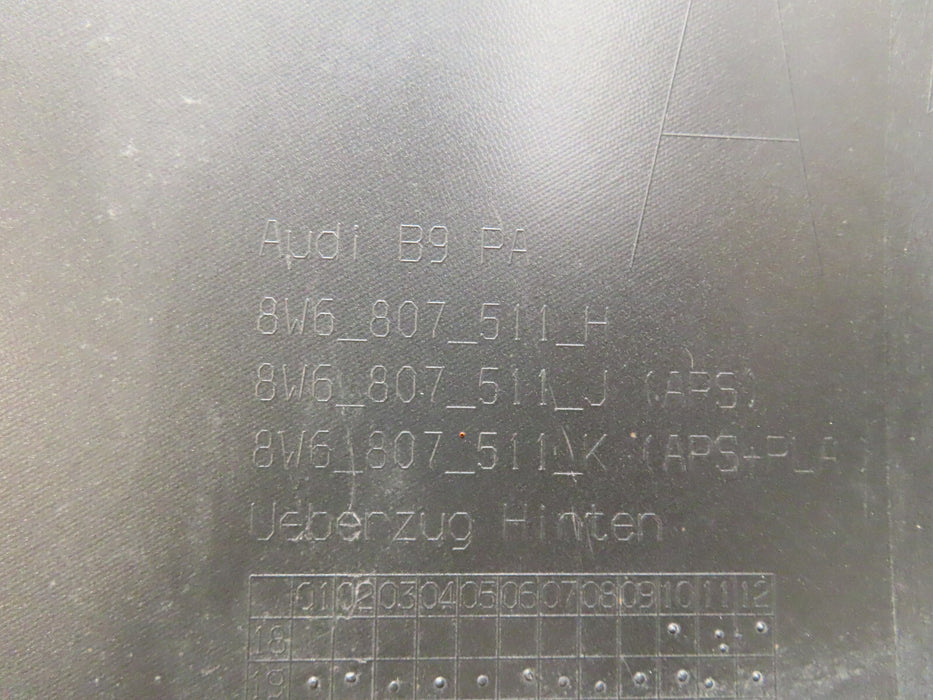 Audi B9 PA
8W6_807_511_H
8W6_807_511_J (APS)
8W6_807_511_K (APS+PLA)
Ueberzug Hinten
01 02 03 04 05 06 07 08 09 10 11 12
18
19